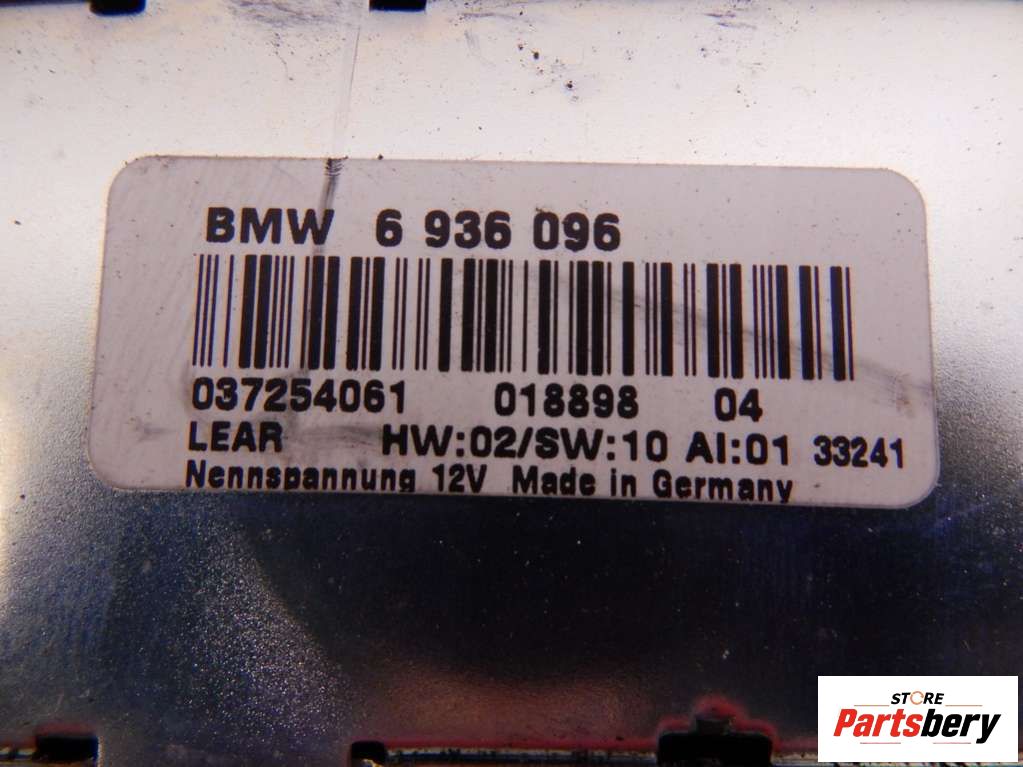 BMW 6 936 096
037254061 018898 04
LEAR HW:02/SW:10 AI:01 33241
Nennspannung 12V Made in Germany
STORE
Partsbery